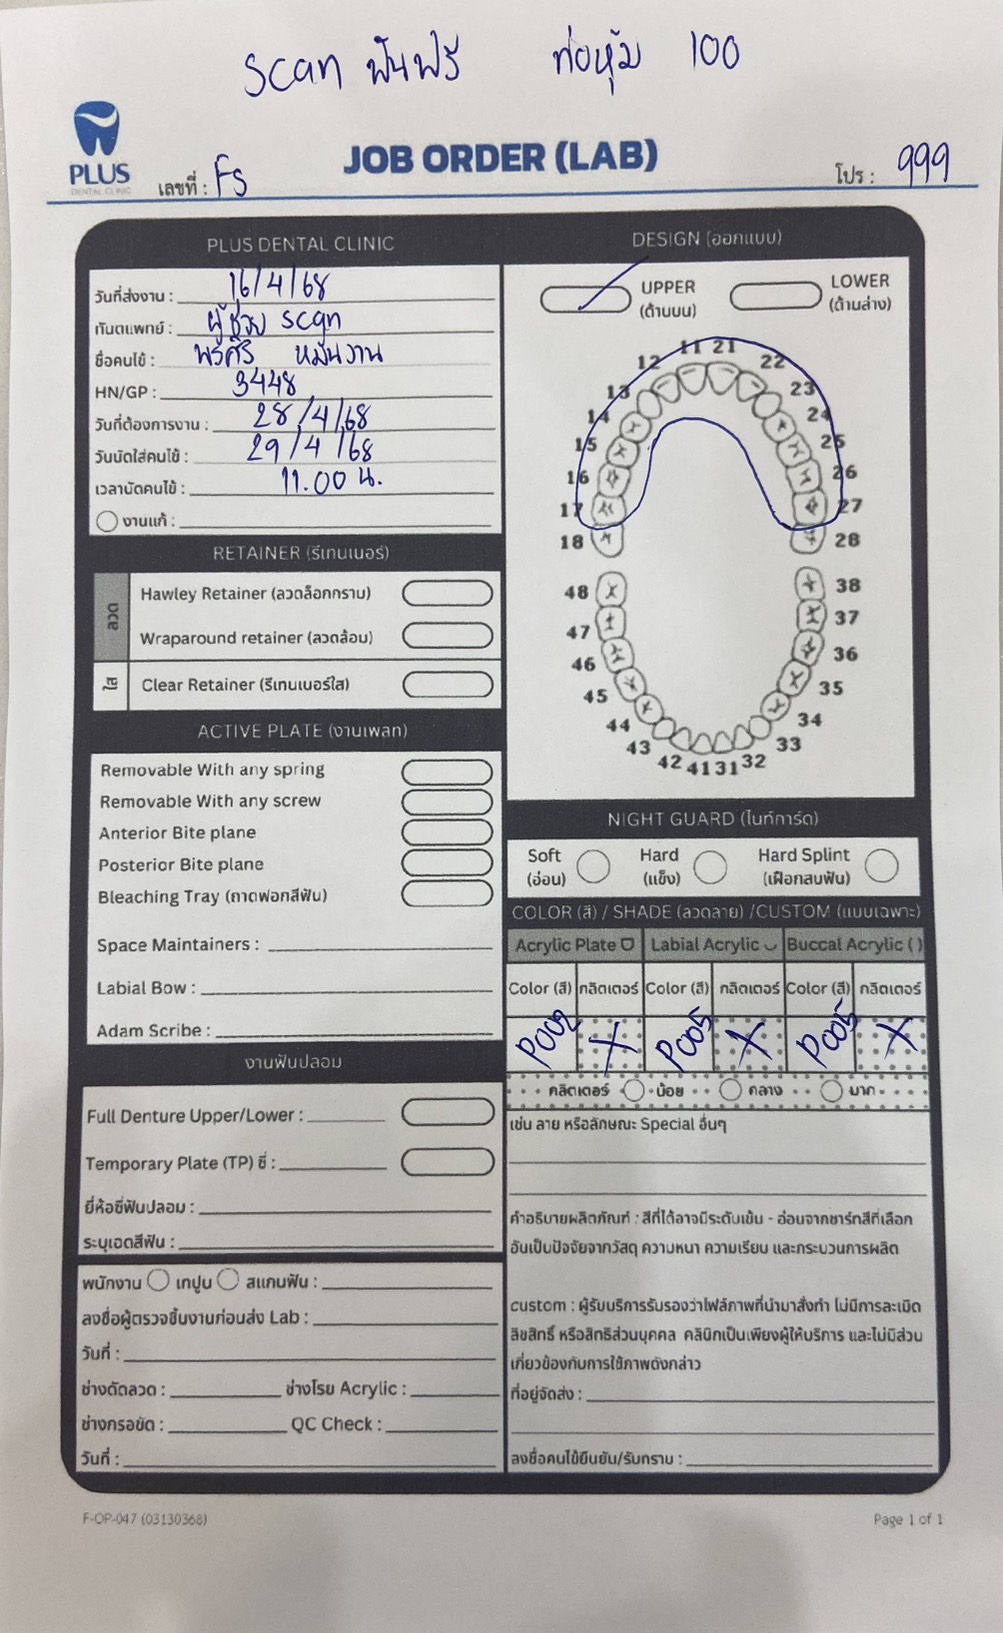 scan ฟันฟรี ท่อหุ้ม 100
PLUS
DENTAL CLINIC
เลขที่ : FS
JOB ORDER (LAB)
โปร : 999
PLUS DENTAL CLINIC
วันที่ส่งงาน : 16/4/68
ทันตแพทย์ : ผู้ช่วย scan
ชื่อคนไข้ : พรศิริ หมั่นงาน
HN/GP : 3448
วันที่ต้องการงาน : 28/4/68
วันนัดใส่คนไข้ : 29/4/68
เวลานัดคนไข้ : 11.00 น.
งานแก้ :
RETAINER (รีเทนเนอร์)
ลวด
Hawley Retainer (ลวดล็อกกราม)
Wraparound retainer (ลวดล้อม)
ใส
Clear Retainer (รีเทนเนอร์ใส)
ACTIVE PLATE (งานเพลท)
Removable With any spring
Removable With any screw
Anterior Bite plane
Posterior Bite plane
Bleaching Tray (ถาดฟอกสีฟัน)
Space Maintainers :
Labial Bow :
Adam Scribe :
งานฟันปลอม
Full Denture Upper/Lower :
Temporary Plate (TP) ซี่ :
ยี่ห้อซี่ฟันปลอม :
ระบุเฉดสีฟัน :
พนักงาน เทปูน สแกนฟัน :
ลงชื่อผู้ตรวจชิ้นงานก่อนส่ง Lab :
วันที่ :
ช่างดัดลวด : ช่างโรย Acrylic :
ช่างกรอขัด : QC Check :
วันที่ :
DESIGN (ออกแบบ)
UPPER
(ด้านบน)
LOWER
(ด้านล่าง)
11 21
12 22
13 23
14 24
15 25
16 26
17 27
18 28
48 38
47 37
46 36
45 35
44 34
43 33
42 41 31 32
NIGHT GUARD (ไนท์การ์ด)
Soft
(อ่อน)
Hard
(แข็ง)
Hard Splint
(เฝือกสบฟัน)
COLOR (สี) / SHADE (ลวดลาย) /CUSTOM (แบบเฉพาะ)
Acrylic Plate Labial Acrylic Buccal Acrylic ( )
Color (สี) กลิตเตอร์ Color (สี) กลิตเตอร์ Color (สี) กลิตเตอร์
P002 X P005 X P005 X
กลิตเตอร์ น้อย กลาง มาก
เช่น ลาย หรือลักษณะ Special อื่นๆ
คำอธิบายผลิตภัณฑ์ : สีที่ได้อาจมีระดับเข้ม - อ่อนจากชาร์ทสีที่เลือก
อันเป็นปัจจัยจากวัสดุ ความหนา ความเรียบ และกระบวนการผลิต
custom : ผู้รับบริการรับรองว่าไฟล์ภาพที่นำมาสั่งทำ ไม่มีการละเมิด
ลิขสิทธิ์ หรือสิทธิส่วนบุคคล คลินิกเป็นเพียงผู้ให้บริการ และไม่มีส่วน
เกี่ยวข้องกับการใช้ภาพดังกล่าว
ที่อยู่จัดส่ง :
ลงชื่อคนไข้ยืนยัน/รับทราบ :
F-OP-047 (03130368)
Page 1 of 1